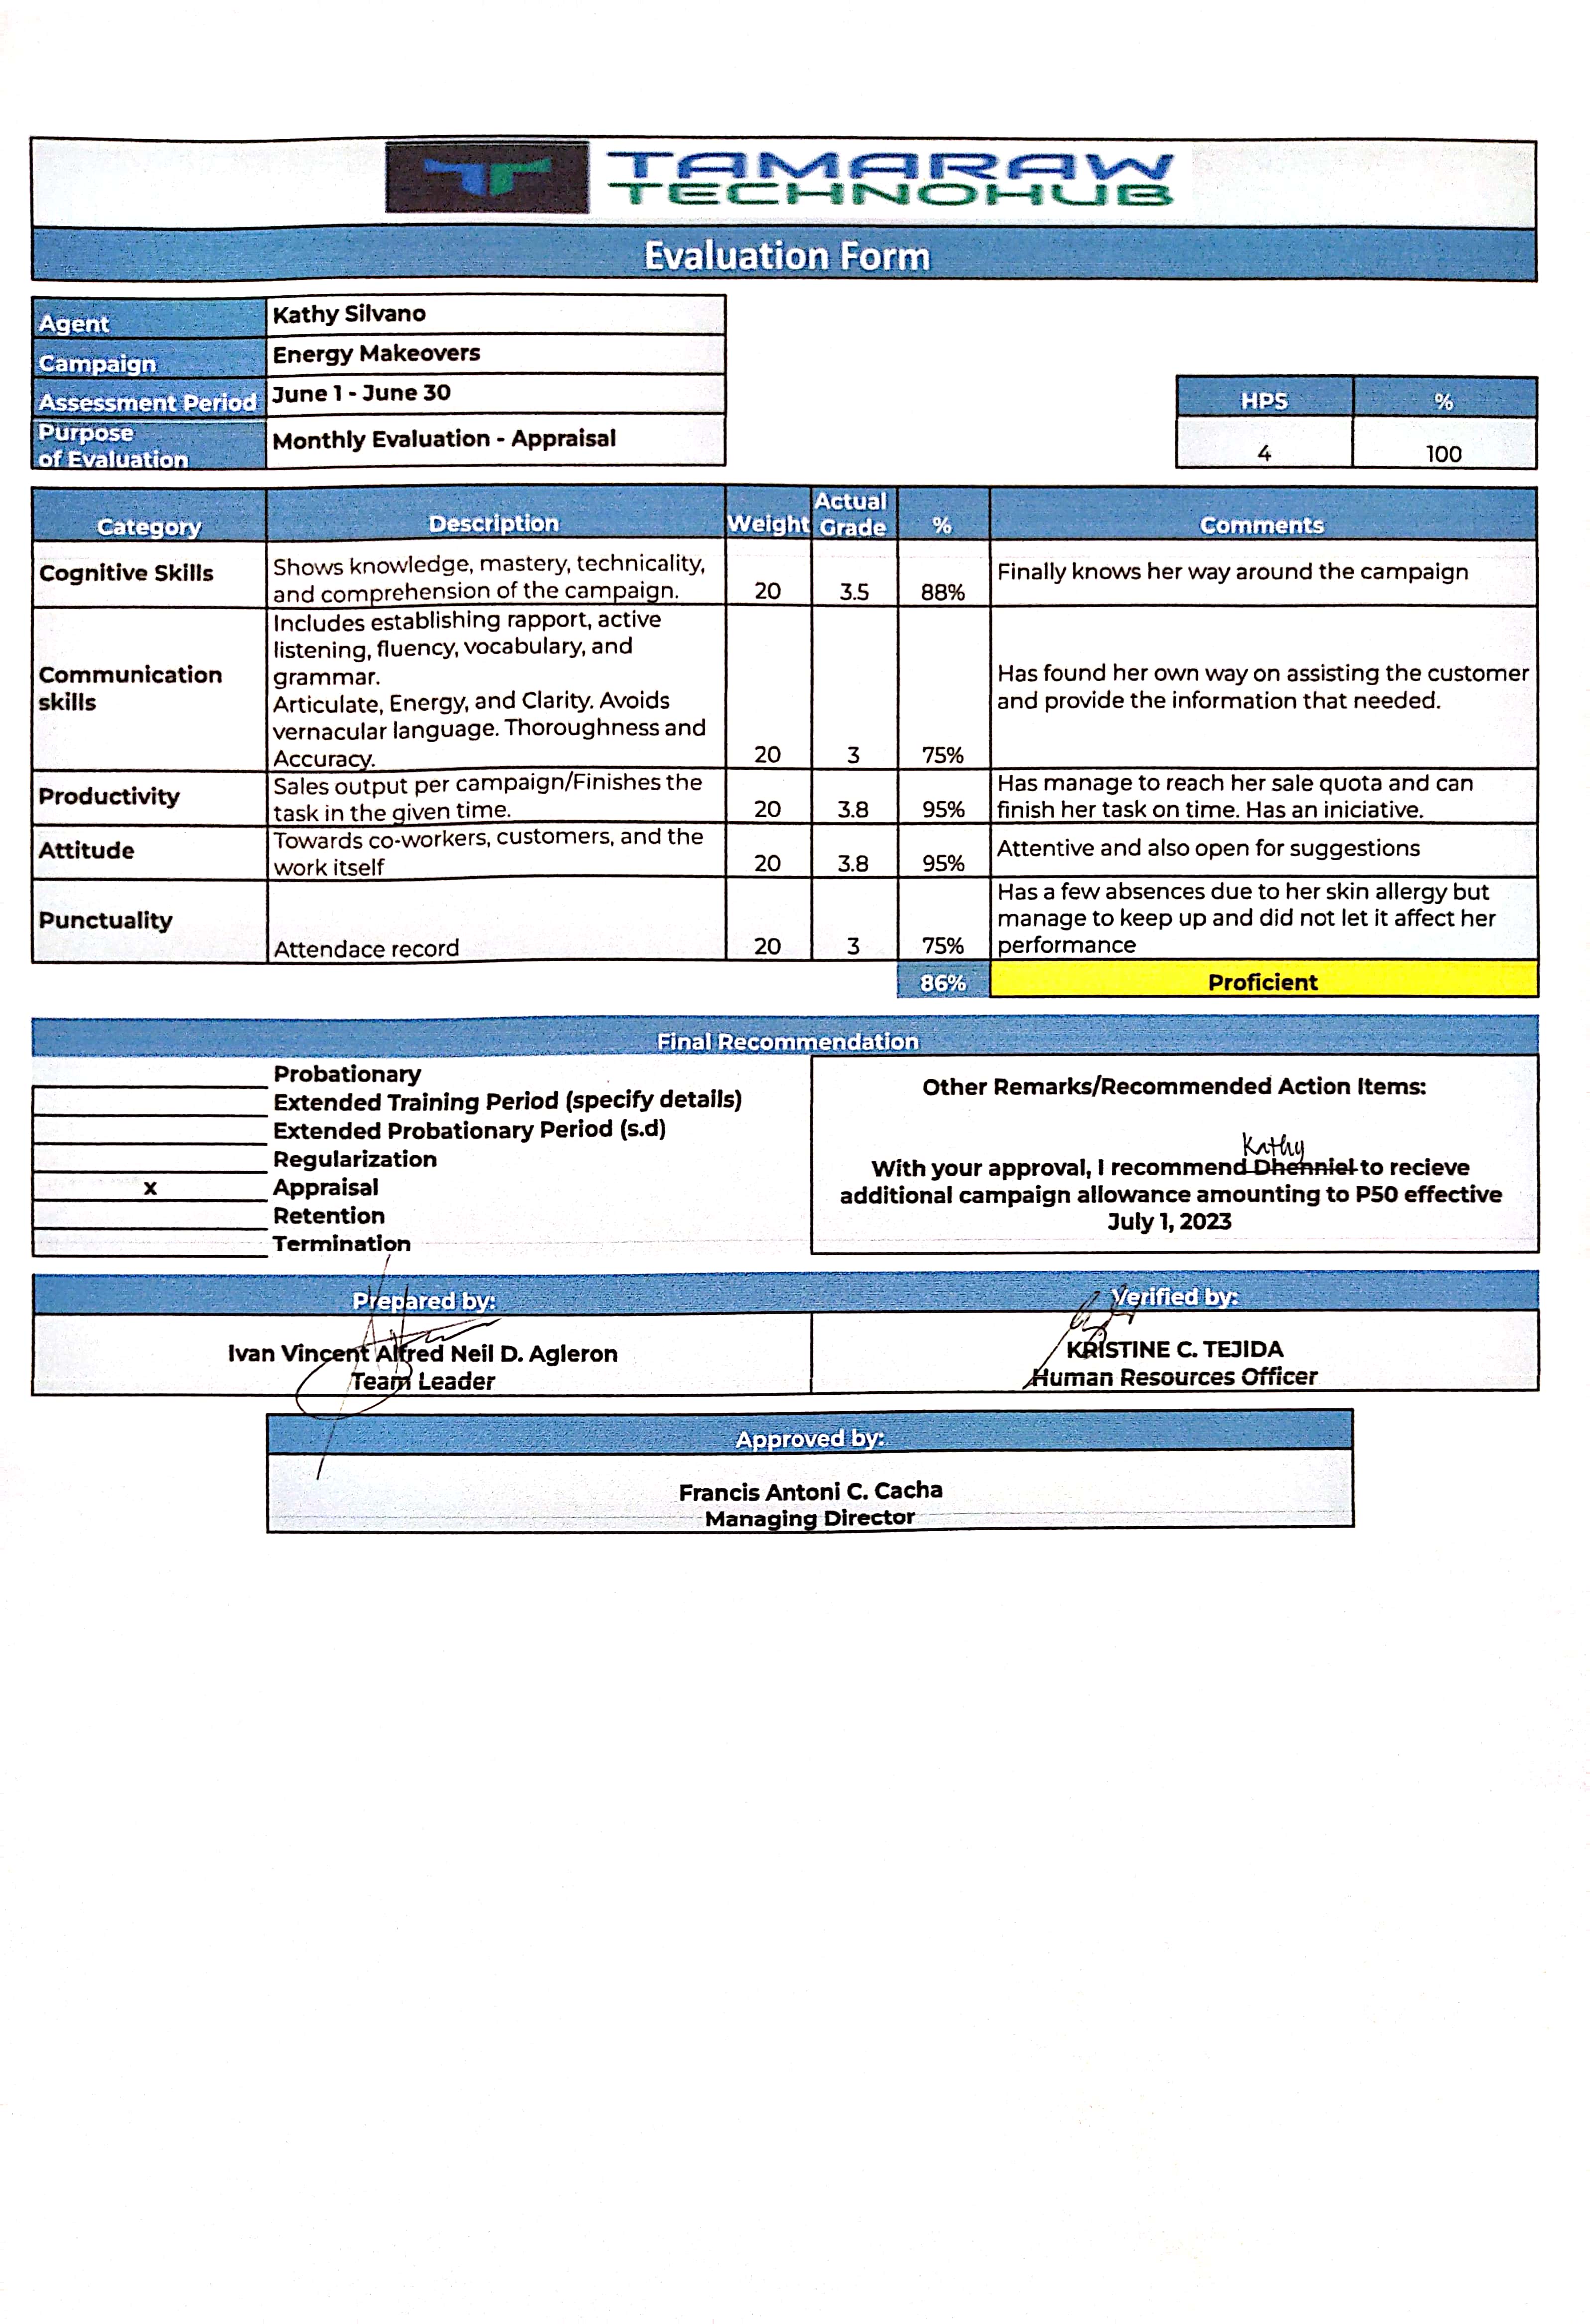 TAMARAW
TECHNOHUB
Evaluation Form
Agent Kathy Silvano
Campaign Energy Makeovers
Assessment Period June 1 - June 30
Purpose
of Evaluation Monthly Evaluation - Appraisal
HPS %
4 100
Category Description Weight Actual Grade % Comments
Cognitive Skills
Shows knowledge, mastery, technicality,
and comprehension of the campaign.
20 3.5 88%
Finally knows her way around the campaign
Communication
skills
Includes establishing rapport, active
listening, fluency, vocabulary, and
grammar.
Articulate, Energy, and Clarity. Avoids
vernacular language. Thoroughness and
Accuracy.
20 3 75%
Has found her own way on assisting the customer
and provide the information that needed.
Productivity
Sales output per campaign/Finishes the
task in the given time.
20 3.8 95%
Has manage to reach her sale quota and can
finish her task on time. Has an iniciative.
Attitude
Towards co-workers, customers, and the
work itself
20 3.8 95%
Attentive and also open for suggestions
Punctuality
Attendace record
20 3 75%
Has a few absences due to her skin allergy but
manage to keep up and did not let it affect her
performance
86% Proficient
Final Recommendation
Probationary
Extended Training Period (specify details)
Extended Probationary Period (s.d)
Regularization
x Appraisal
Retention
Termination
Other Remarks/Recommended Action Items:
Kathy
With your approval, I recommend Dhenniel to recieve
additional campaign allowance amounting to P50 effective
July 1, 2023
Prepared by:
Ivan Vincent Alfred Neil D. Agleron
Team Leader
Verified by:
KRISTINE C. TEJIDA
Human Resources Officer
Approved by:
Francis Antoni C. Cacha
Managing Director